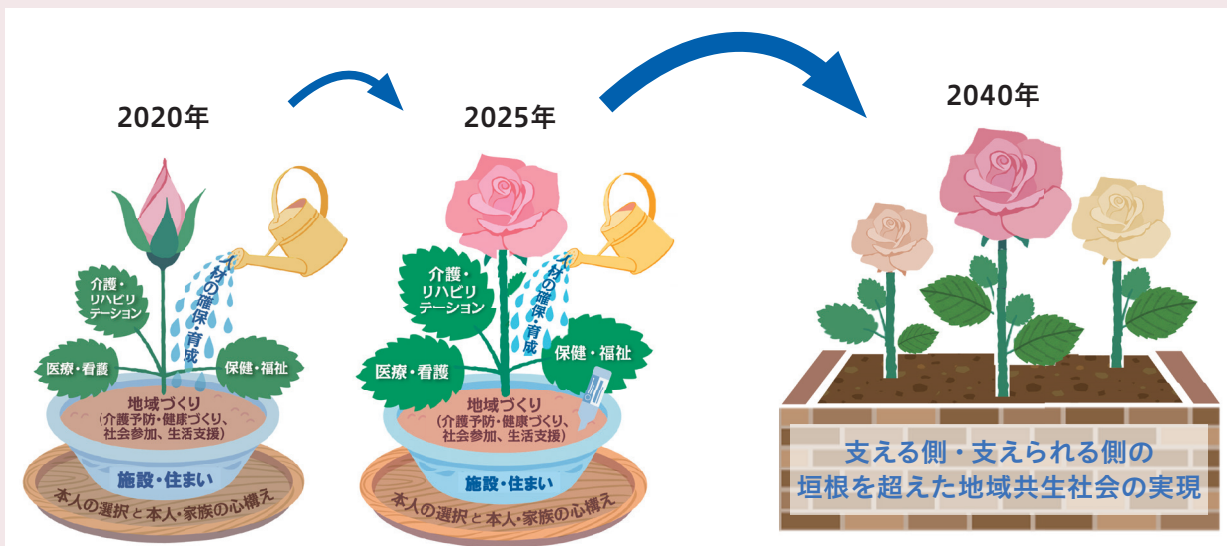 2020年
人材の確保・育成
介護・
リハビリ
テーション
医療・看護
保健・福祉
地域づくり
(介護予防・健康づくり、
社会参加、生活支援)
施設・住まい
本人の選択と本人・家族の心構え
2025年
人材の確保・育成
介護・
リハビリ
テーション
医療・看護
保健・福祉
地域づくり
(介護予防・健康づくり、
社会参加、生活支援)
施設・住まい
本人の選択と本人・家族の心構え
2040年
支える側・支えられる側の
垣根を超えた地域共生社会の実現